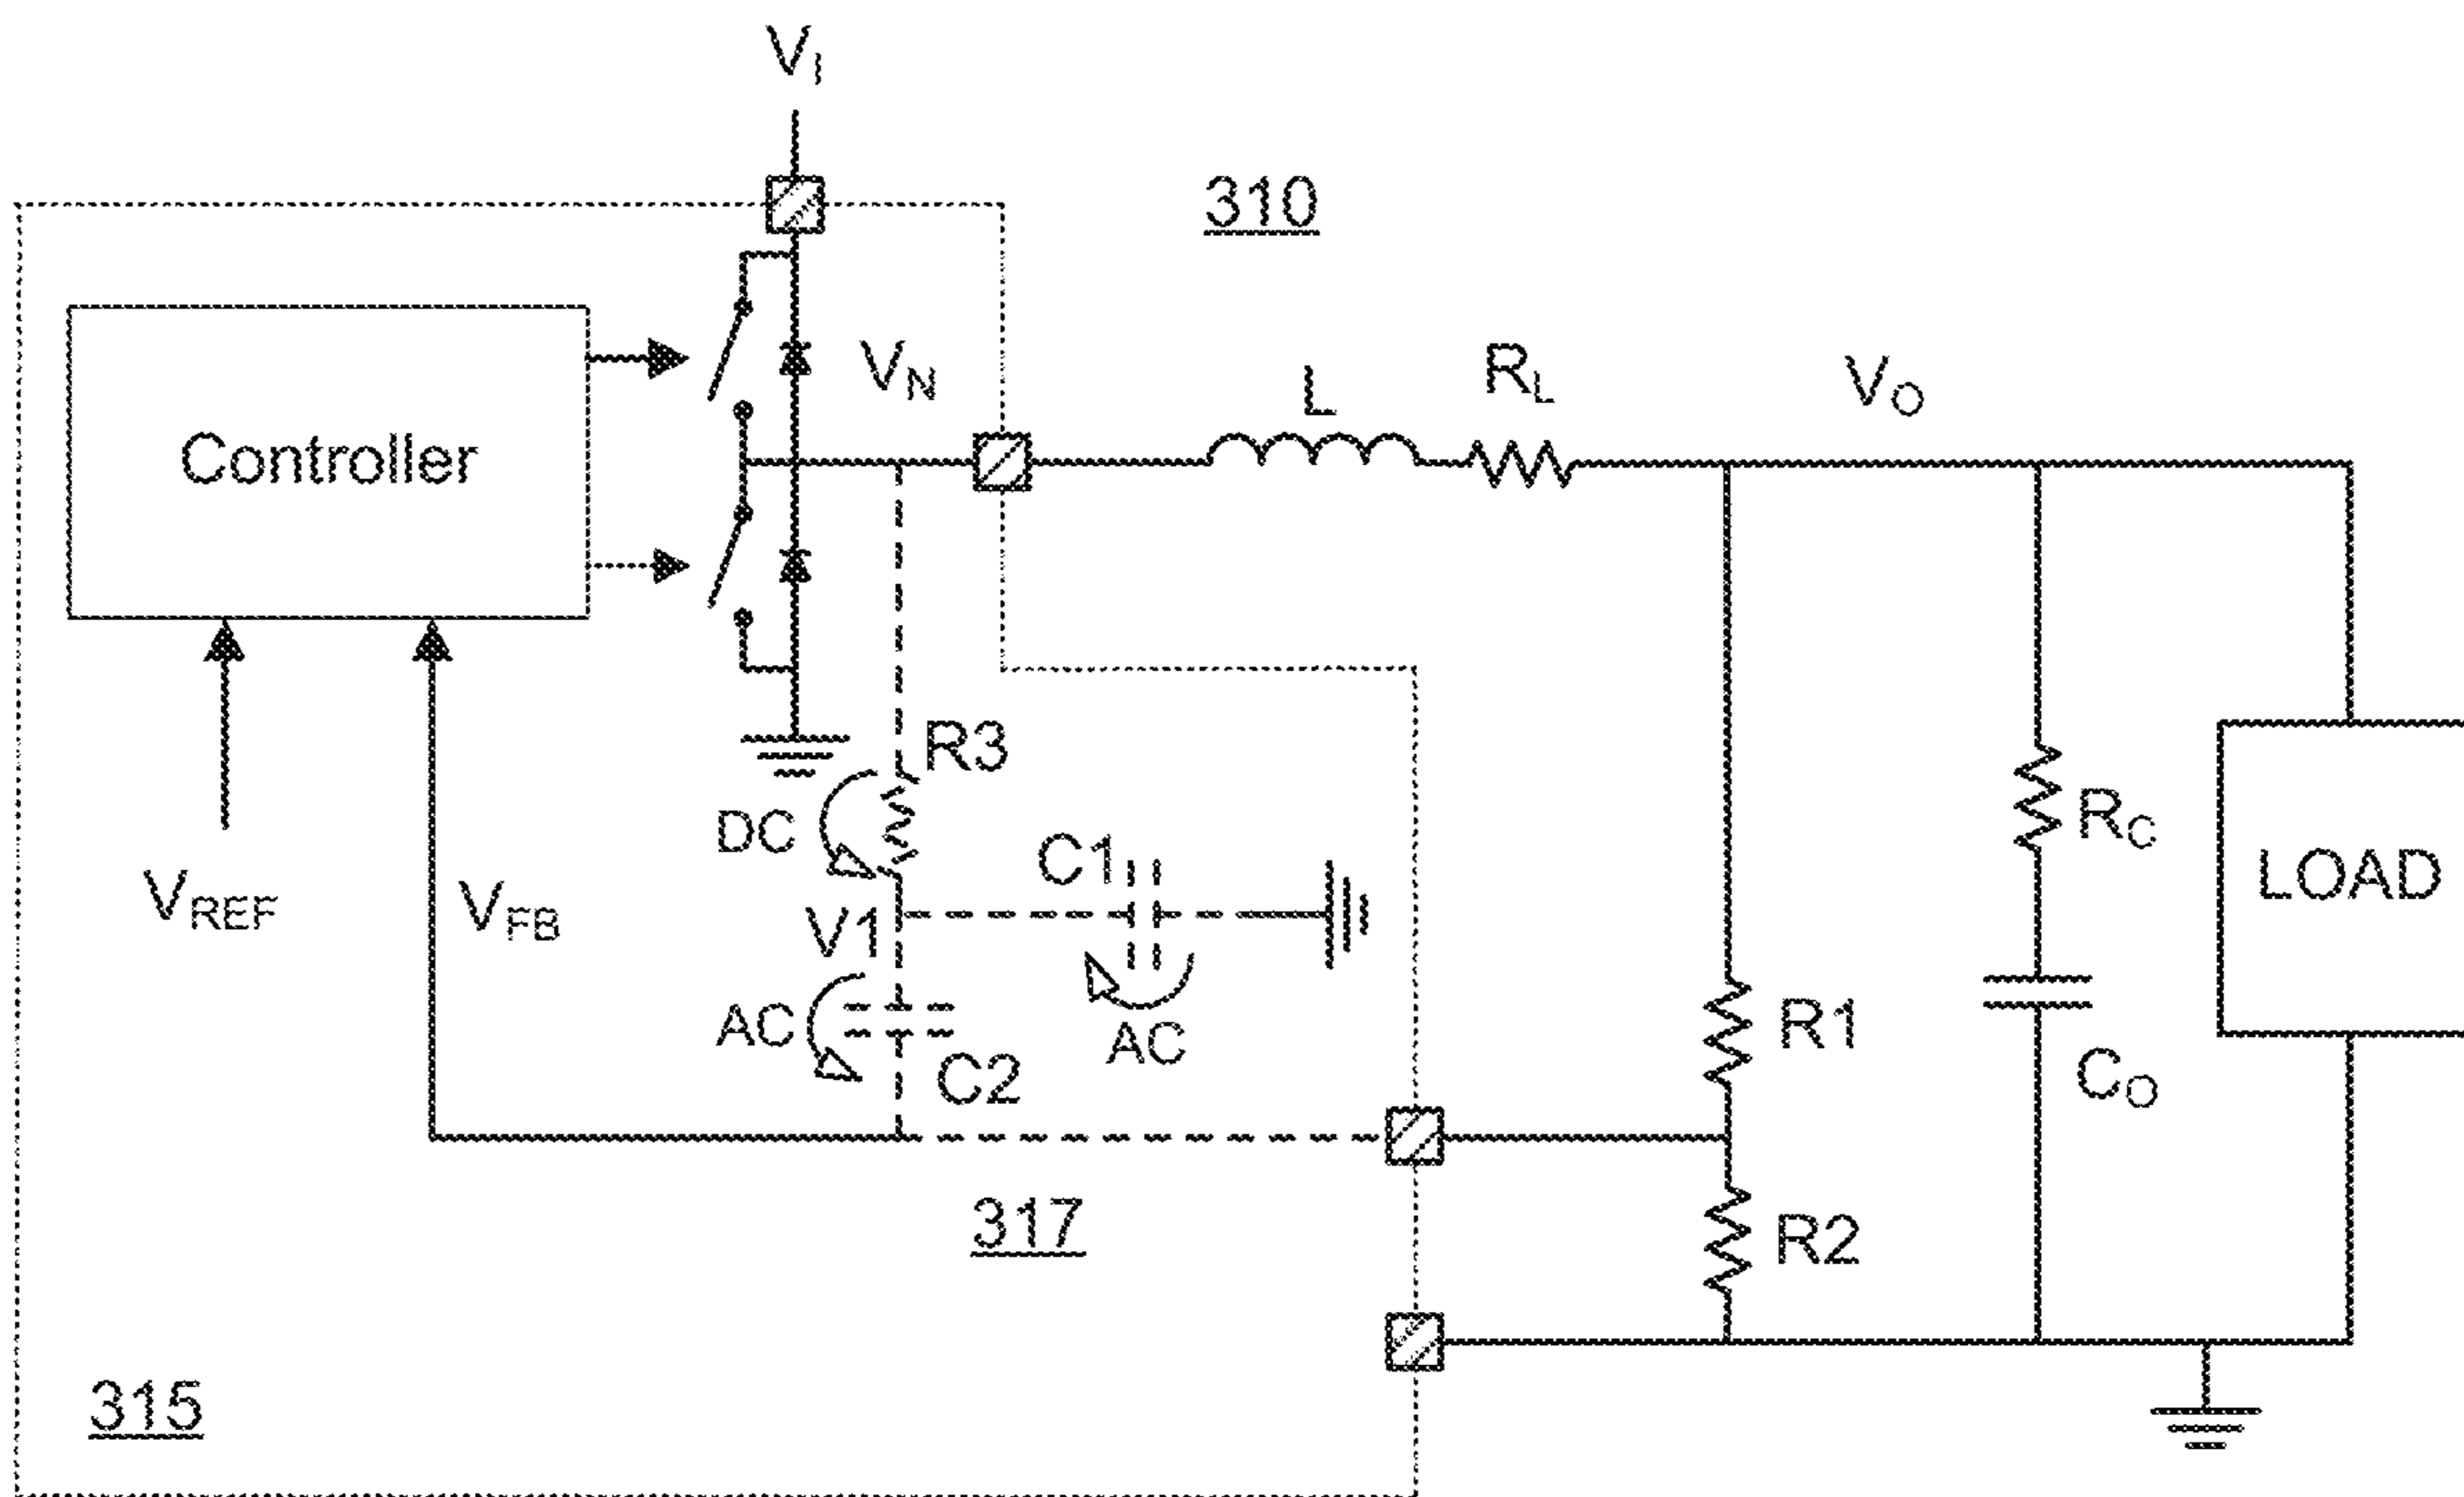 V_I
310
Controller
V_N
L
R_L
V_O
R3
DC
C1
R_C
LOAD
V_REF
V_FB
V1
AC
AC
C2
R1
C_O
317
R2
315